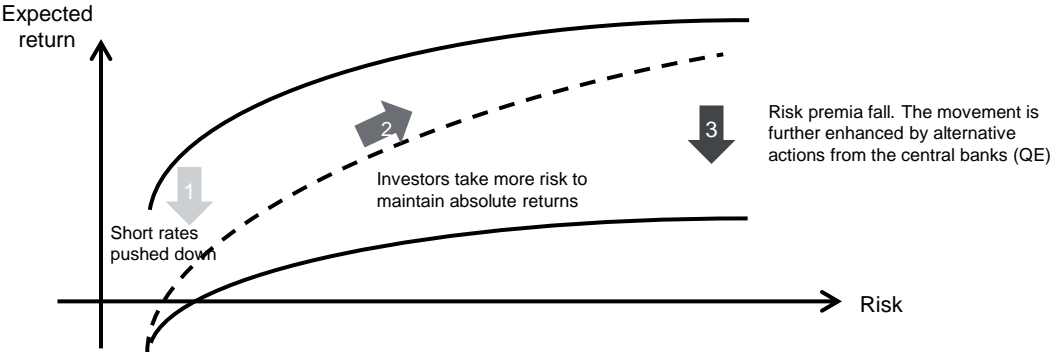 Expected
return
1
Short rates
pushed down
2
Investors take more risk to
maintain absolute returns
3
Risk premia fall. The movement is
further enhanced by alternative
actions from the central banks (QE)
Risk